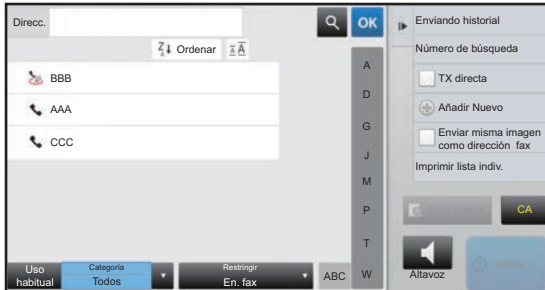 Direcc.
OK
Ordenar
BBB
AAA
CCC
A
D
G
J
M
P
T
W
Uso
habitual
Categoría
Todos
Restringir
En. fax
ABC
Enviando historial
Número de búsqueda
TX directa
Añadir Nuevo
Enviar misma imagen
como dirección fax
Imprimir lista indiv.
CA
Altavoz